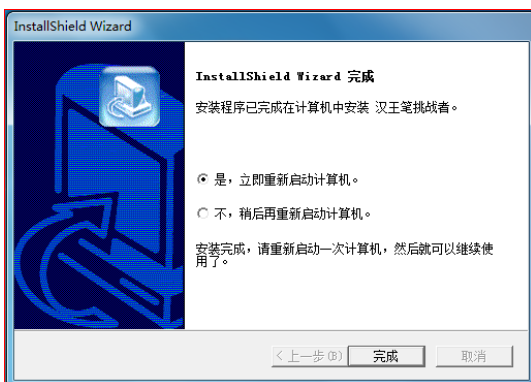 InstallShield Wizard
InstallShield Wizard 完成
安装程序已完成在计算机中安装 汉王笔挑战者。
是，立即重新启动计算机。
不，稍后再重新启动计算机。
安装完成，请重新启动一次计算机，然后就可以继续使
用了。
<上一步(B) 完成 取消